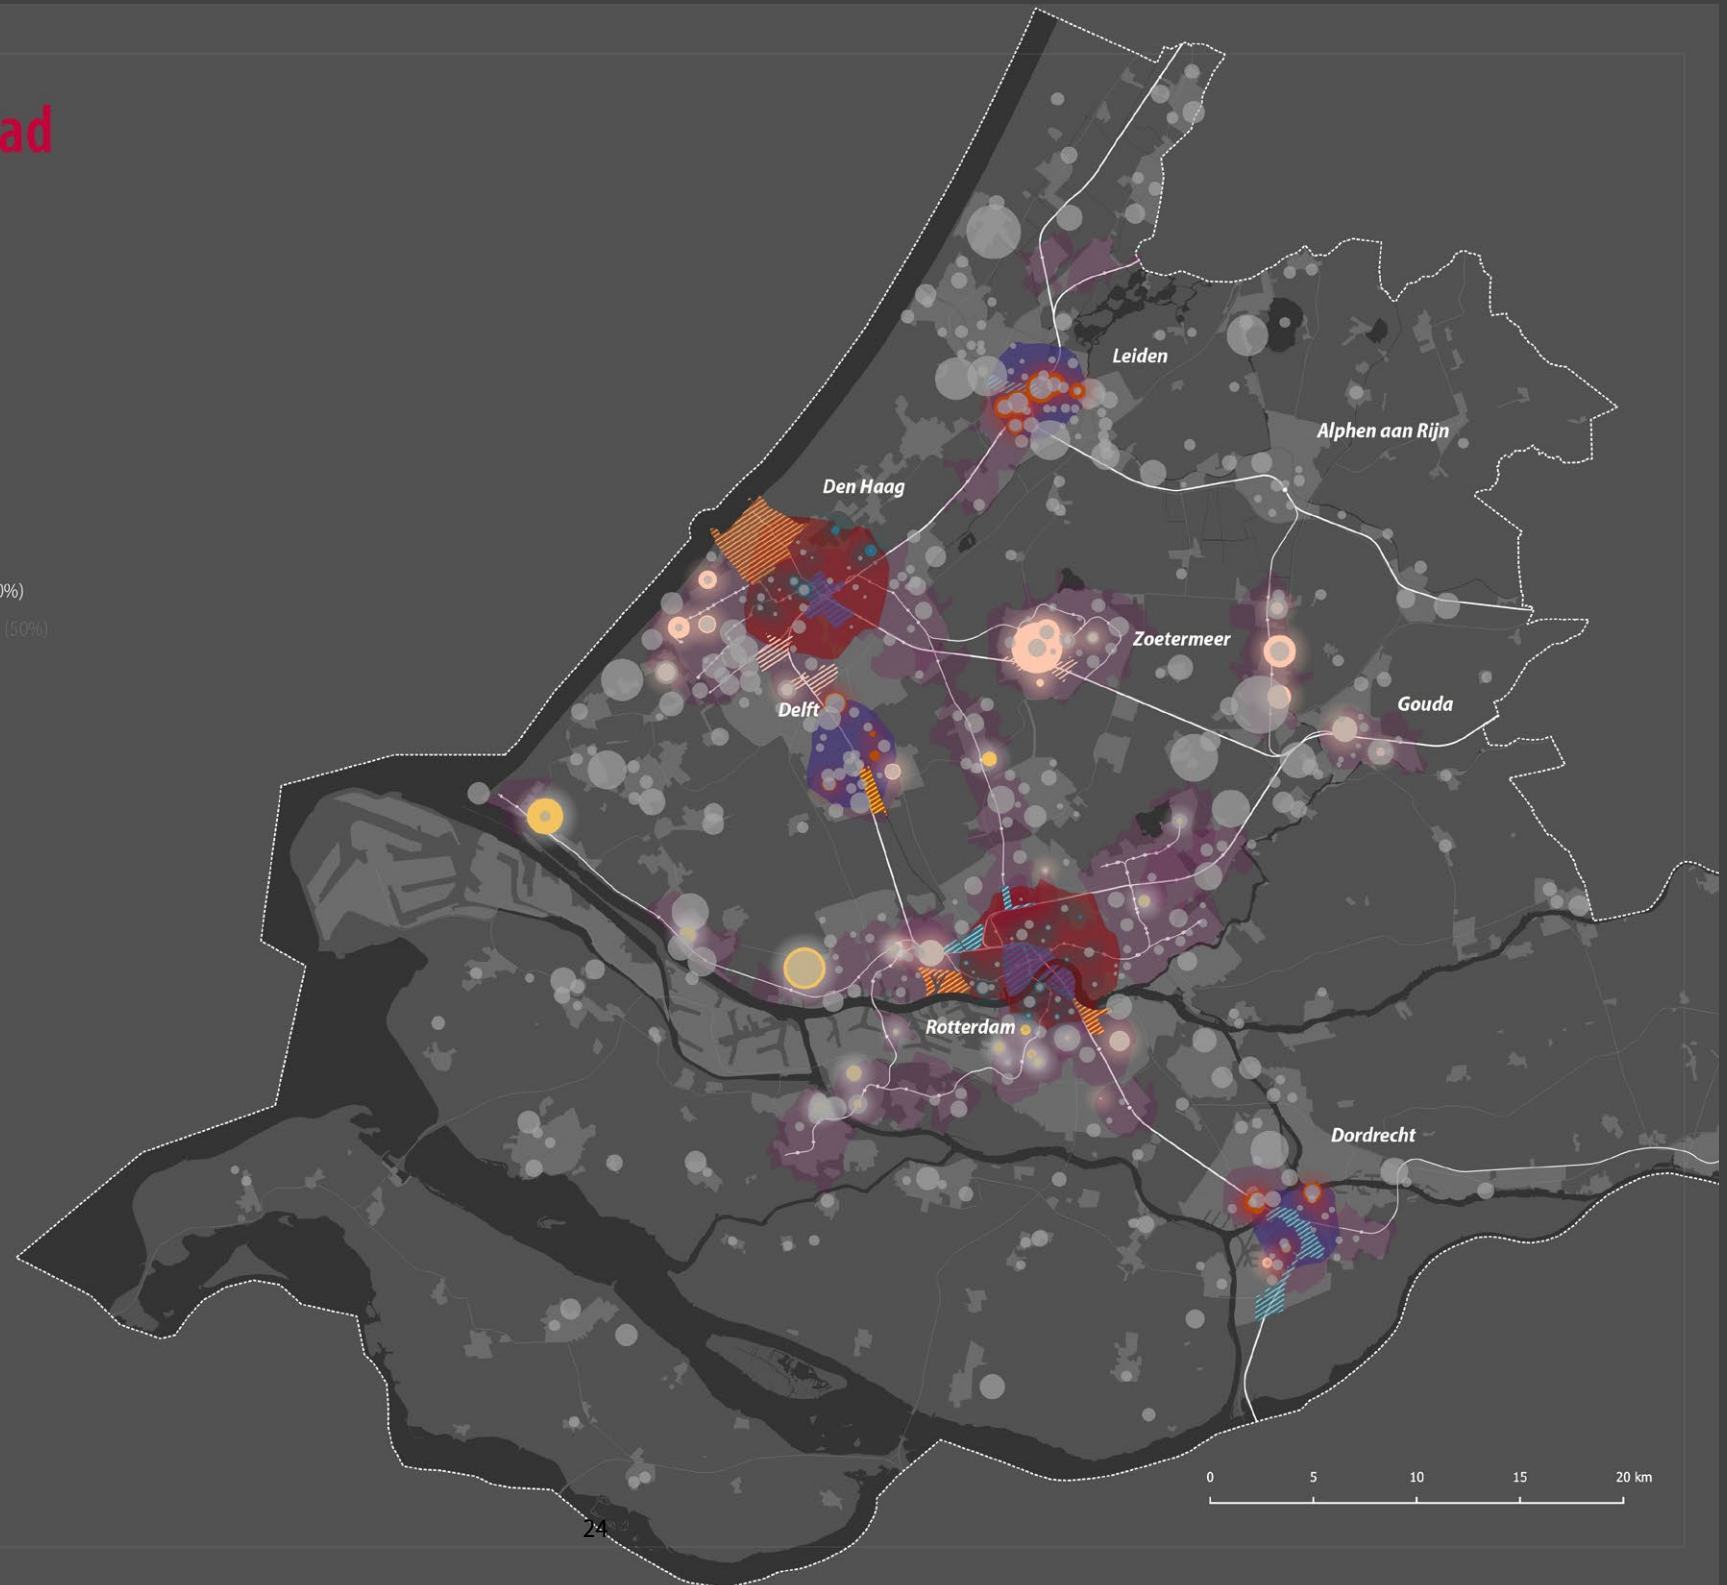 ad
Leiden
Alphen aan Rijn
Den Haag
0%)
(50%)
Zoetermeer
Gouda
Delft
Rotterdam
Dordrecht
0 5 10 15 20 km
24